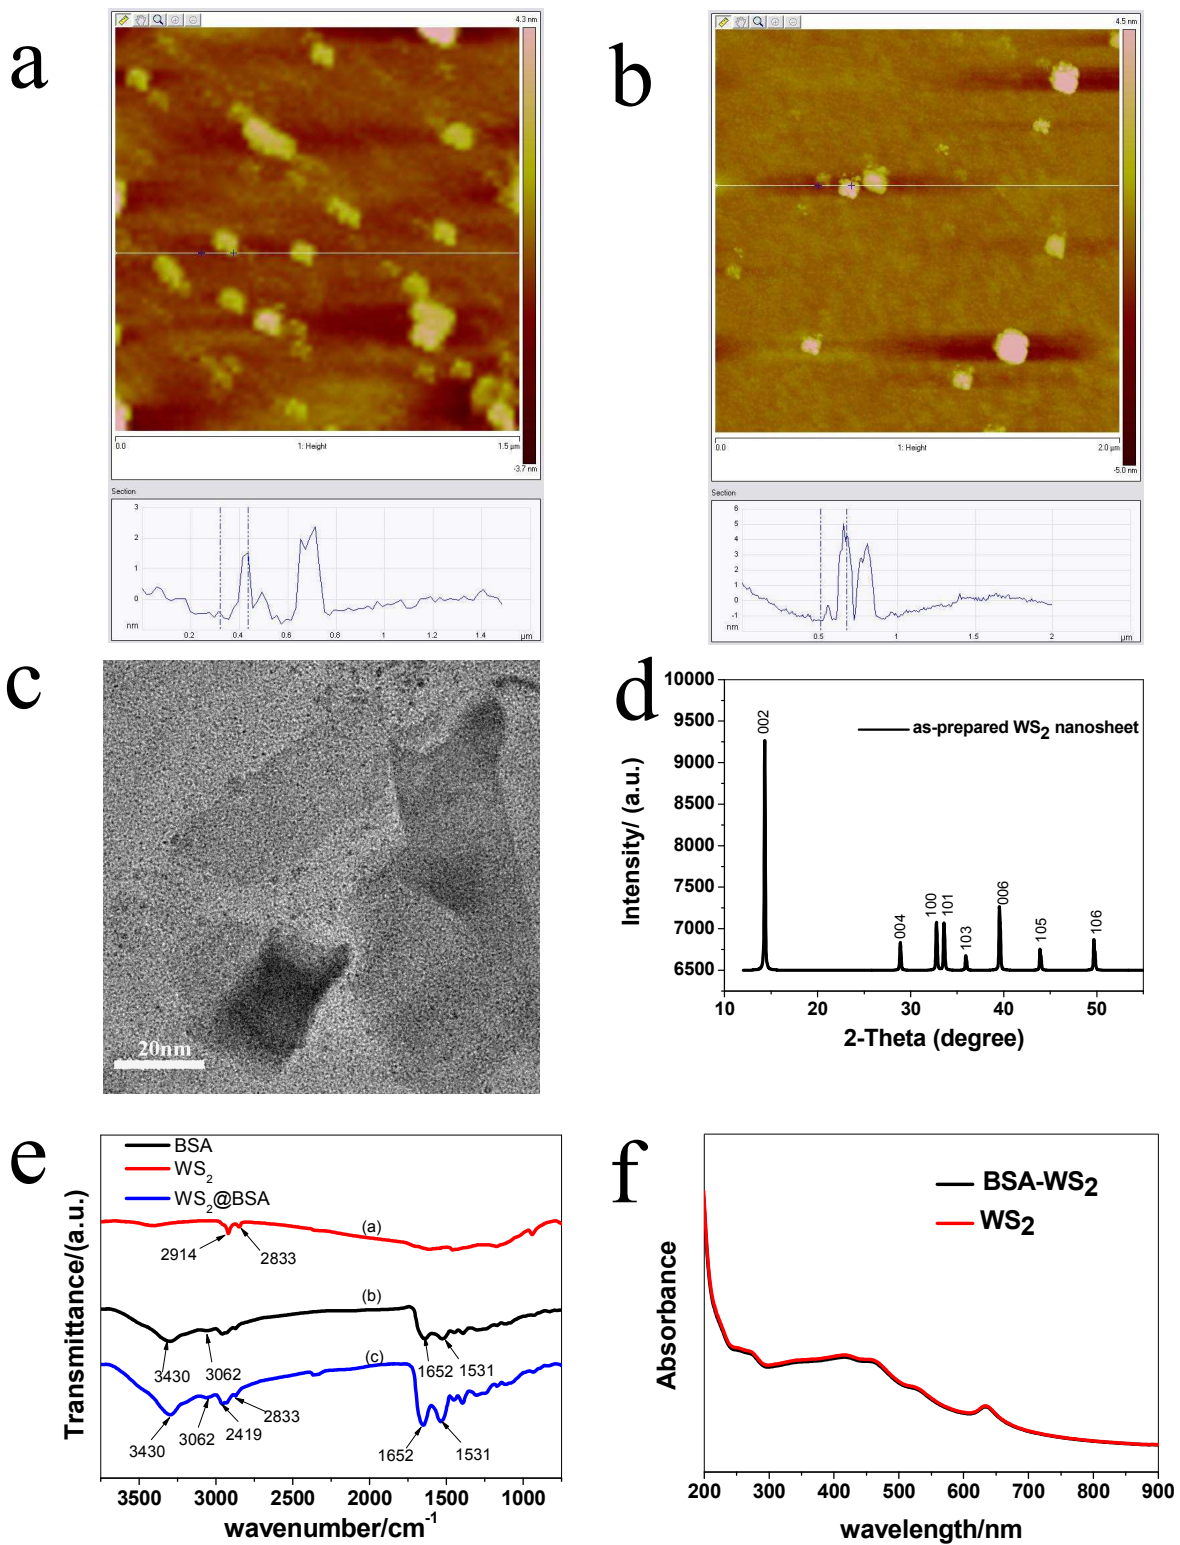 a
4.3 nm
0.0
1: Height
1.5 µm
-3.7 nm
Section
3
2
1
0
nm
0.2
0.4
0.6
0.8
1
1.2
1.4
µm
b
4.5 nm
0.0
1: Height
2.0 µm
-5.0 nm
Section
6
5
4
3
2
1
0
-1
nm
0.5
1
1.5
2
µm
c
20nm
d
10000
9500
9000
8500
8000
7500
7000
6500
Intensity/ (a.u.)
as-prepared WS2 nanosheet
002
004
100
101
103
006
105
106
10
20
30
40
50
2-Theta (degree)
e
BSA
WS2
WS2@BSA
Transmittance/(a.u.)
(a)
2914
2833
(b)
3430
3062
1652
1531
(c)
3430
3062
2419
2833
1652
1531
3500
3000
2500
2000
1500
1000
wavenumber/cm-1
f
BSA-WS2
WS2
Absorbance
200
300
400
500
600
700
800
900
wavelength/nm